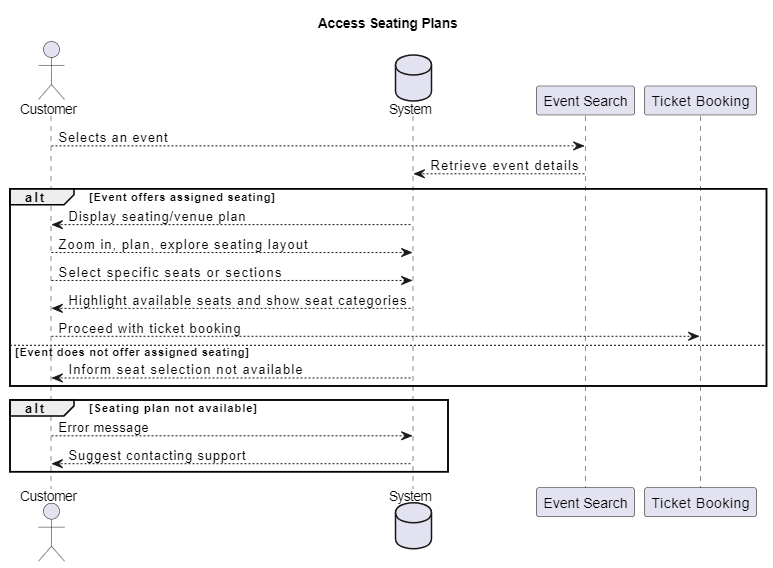 Access Seating Plans
Customer
System
Event Search
Ticket Booking
Selects an event
Retrieve event details
alt [Event offers assigned seating]
Display seating/venue plan
Zoom in, plan, explore seating layout
Select specific seats or sections
Highlight available seats and show seat categories
Proceed with ticket booking
[Event does not offer assigned seating]
Inform seat selection not available
alt [Seating plan not available]
Error message
Suggest contacting support
Customer
System
Event Search
Ticket Booking